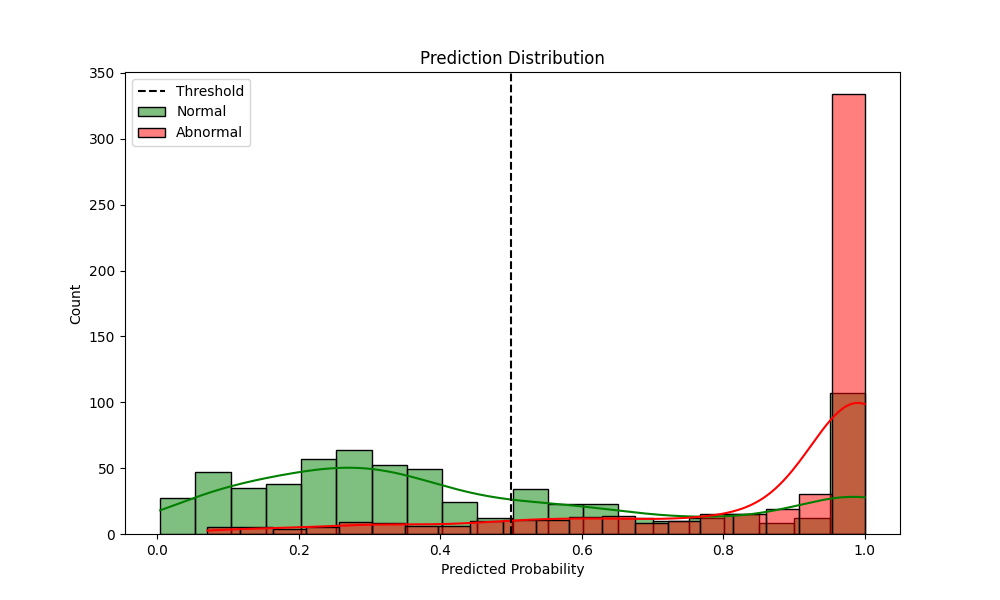 Prediction Distribution
Threshold
Normal
Abnormal
350
300
250
200
150
100
50
0
Count
0.0 0.2 0.4 0.6 0.8 1.0
Predicted Probability